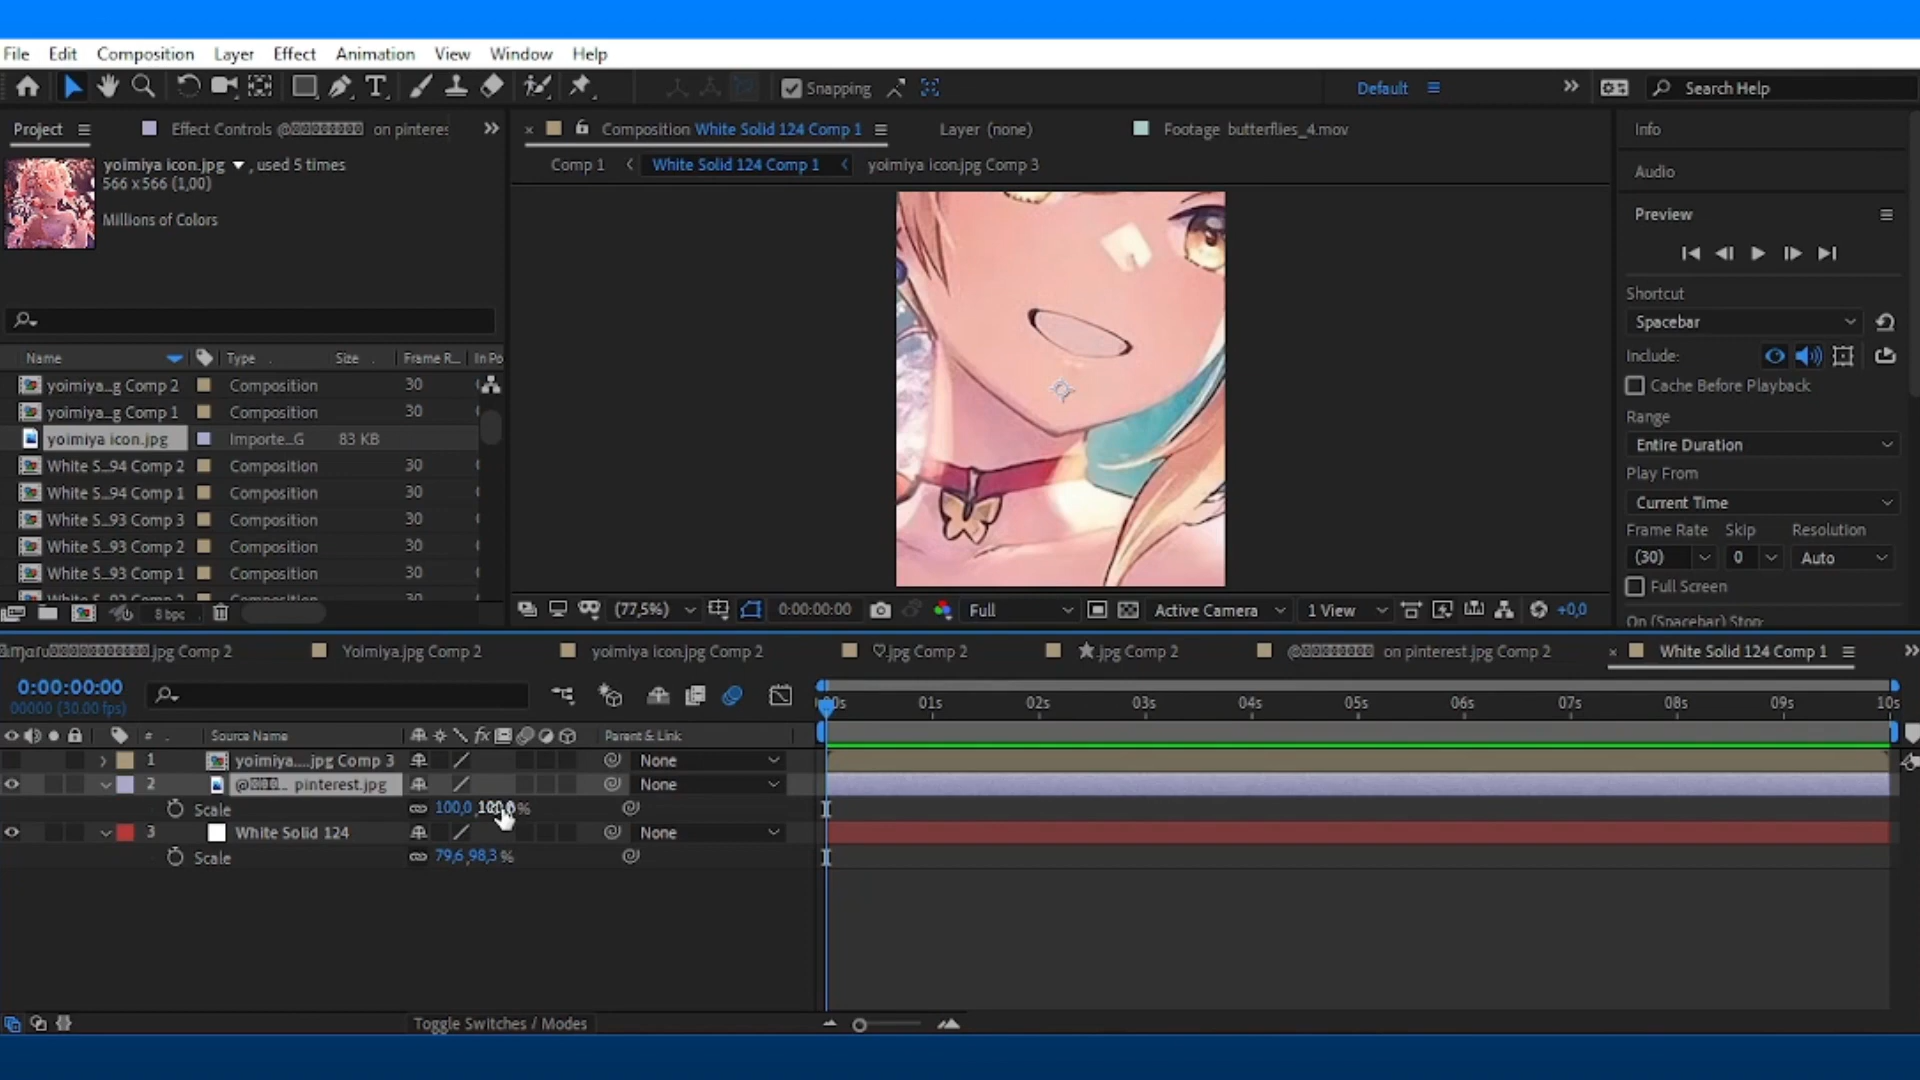 File Edit Composition Layer Effect Animation View Window Help
Snapping Default Search Help
Project Effect Controls @ on pinteres
yoimiya icon.jpg , used 5 times
566 x 566 (1,00)
Millions of Colors
Name Type Size Frame R... In Po
yoimiya...g Comp 2 Composition 30
yoimiya...g Comp 1 Composition 30
yoimiya icon.jpg Importe...G 83 KB
White S...94 Comp 2 Composition 30
White S...94 Comp 1 Composition 30
White S...93 Comp 3 Composition 30
White S...93 Comp 2 Composition 30
White S...93 Comp 1 Composition 30
8 bpc
Composition White Solid 124 Comp 1 Layer (none) Footage butterflies_4.mov
Comp 1 White Solid 124 Comp 1 yoimiya icon.jpg Comp 3
(77,5%) 0:00:00:00 Full Active Camera 1 View +0,0
Info
Audio
Preview
Shortcut
Spacebar
Include:
Cache Before Playback
Range
Entire Duration
Play From
Current Time
Frame Rate Skip Resolution
(30) 0 Auto
Full Screen
On (Spacebar) Stop:
.jpg Comp 2 Yoimiya.jpg Comp 2 yoimiya icon.jpg Comp 2 ♡.jpg Comp 2 ★.jpg Comp 2 @ on pinterest.jpg Comp 2 White Solid 124 Comp 1
0:00:00:00
00000 (30.00 fps)
01s 02s 03s 04s 05s 06s 07s 08s 09s 10s
# Source Name Parent & Link
1 yoimiya....jpg Comp 3 None
2 @... pinterest.jpg None
Scale 100,0, 100,0 %
3 White Solid 124 None
Scale 79,6, 98,3 %
Toggle Switches / Modes